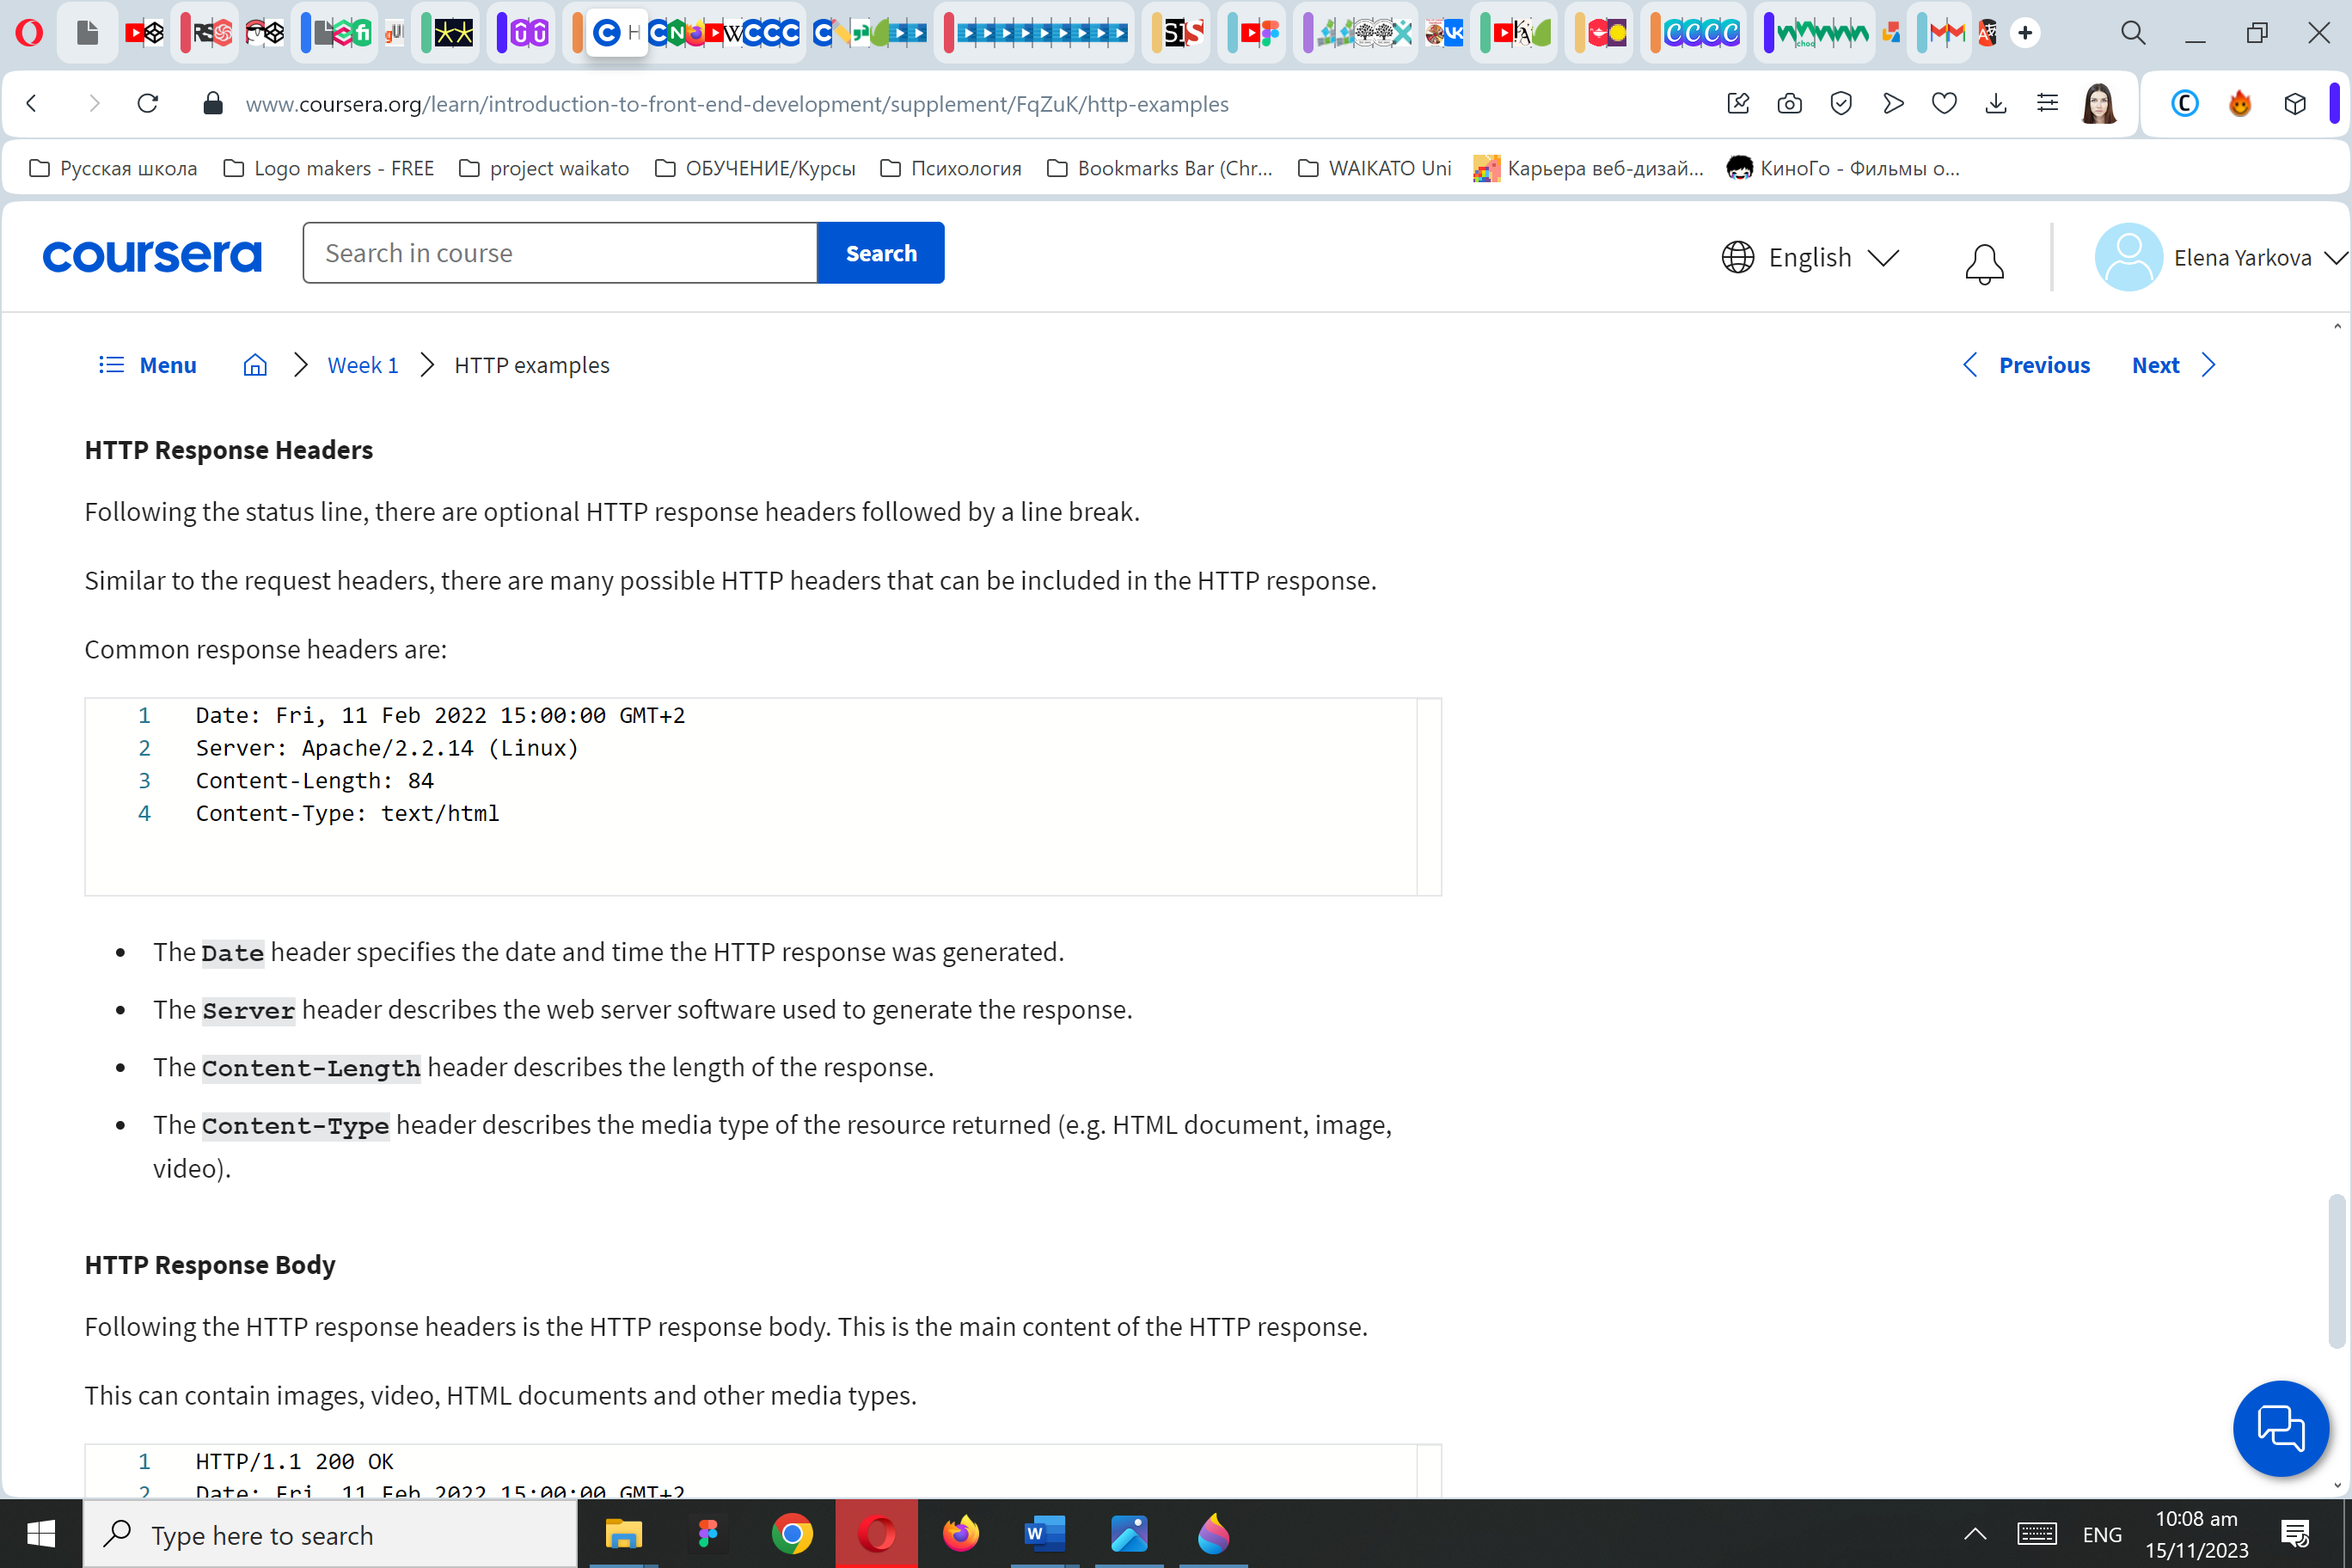 www.coursera.org/learn/introduction-to-front-end-development/supplement/FqZuK/http-examples
Русская школа Logo makers - FREE project waikato ОБУЧЕНИЕ/Курсы Психология Bookmarks Bar (Chr... WAIKATO Uni Карьера веб-дизай... КиноГо - Фильмы о...
coursera Search in course Search English Elena Yarkova
Menu Week 1 HTTP examples Previous Next
HTTP Response Headers
Following the status line, there are optional HTTP response headers followed by a line break.
Similar to the request headers, there are many possible HTTP headers that can be included in the HTTP response.
Common response headers are:
1 Date: Fri, 11 Feb 2022 15:00:00 GMT+2
2 Server: Apache/2.2.14 (Linux)
3 Content-Length: 84
4 Content-Type: text/html
• The Date header specifies the date and time the HTTP response was generated.
• The Server header describes the web server software used to generate the response.
• The Content-Length header describes the length of the response.
• The Content-Type header describes the media type of the resource returned (e.g. HTML document, image,
video).
HTTP Response Body
Following the HTTP response headers is the HTTP response body. This is the main content of the HTTP response.
This can contain images, video, HTML documents and other media types.
1 HTTP/1.1 200 OK
2 Date: Fri, 11 Feb 2022 15:00:00 GMT+2
Type here to search ENG 10:08 am
15/11/2023